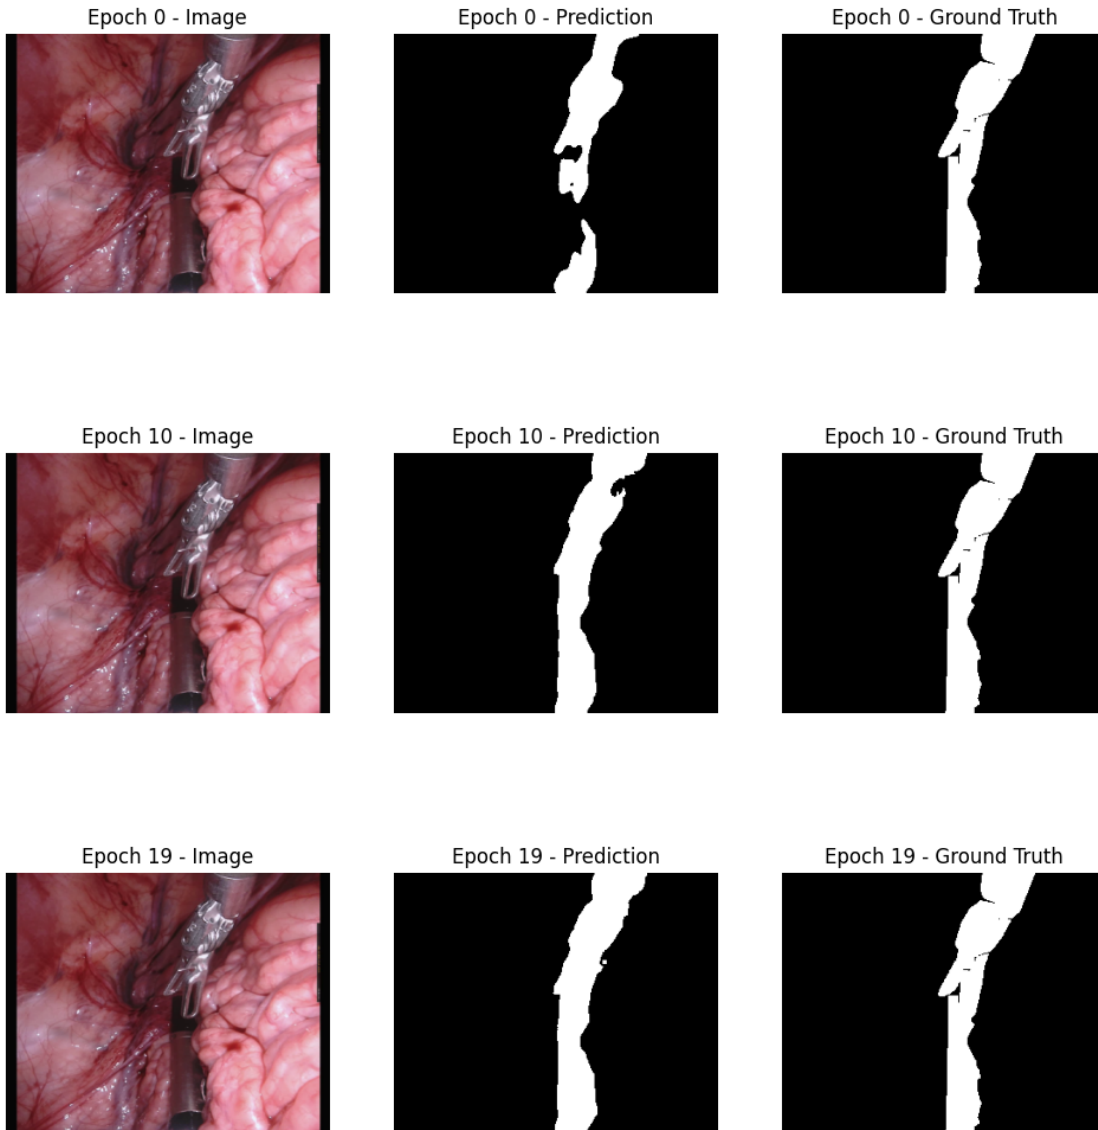 Epoch 0 - Image
Epoch 0 - Prediction
Epoch 0 - Ground Truth
Epoch 10 - Image
Epoch 10 - Prediction
Epoch 10 - Ground Truth
Epoch 19 - Image
Epoch 19 - Prediction
Epoch 19 - Ground Truth